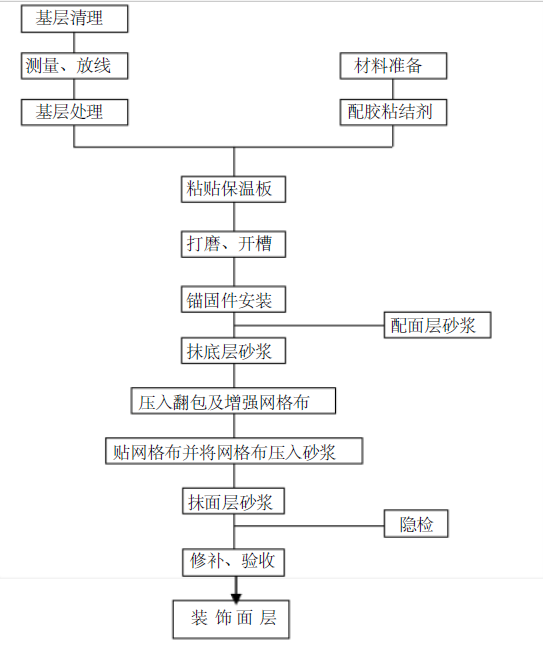 基层清理
测量、放线
材料准备
基层处理
配胶粘结剂
粘贴保温板
打磨、开槽
锚固件安装
配面层砂浆
抹底层砂浆
压入翻包及增强网格布
贴网格布并将网格布压入砂浆
抹面层砂浆
隐检
修补、验收
装饰面层